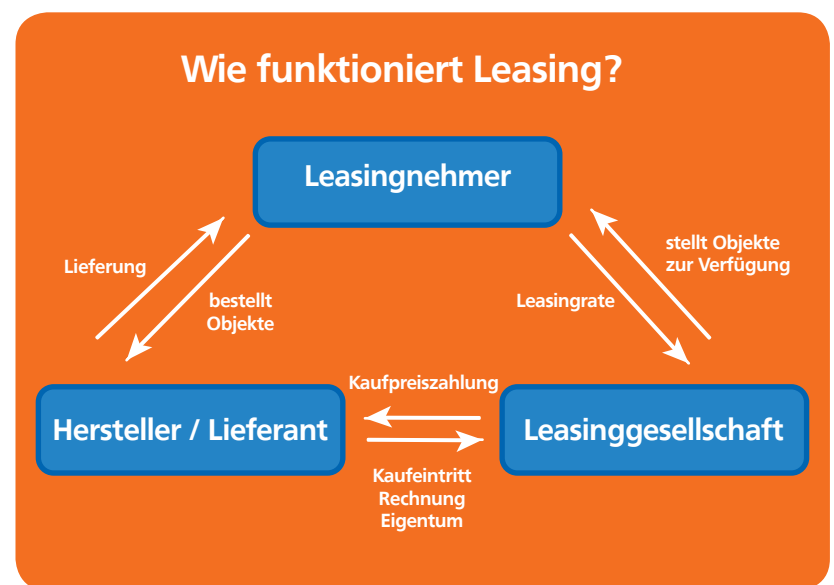 Wie funktioniert Leasing?
Leasingnehmer
Lieferung
bestellt
Objekte
Leasingrate
stellt Objekte
zur Verfügung
Hersteller / Lieferant
Kaufpreiszahlung
Kaufeintritt
Rechnung
Eigentum
Leasinggesellschaft